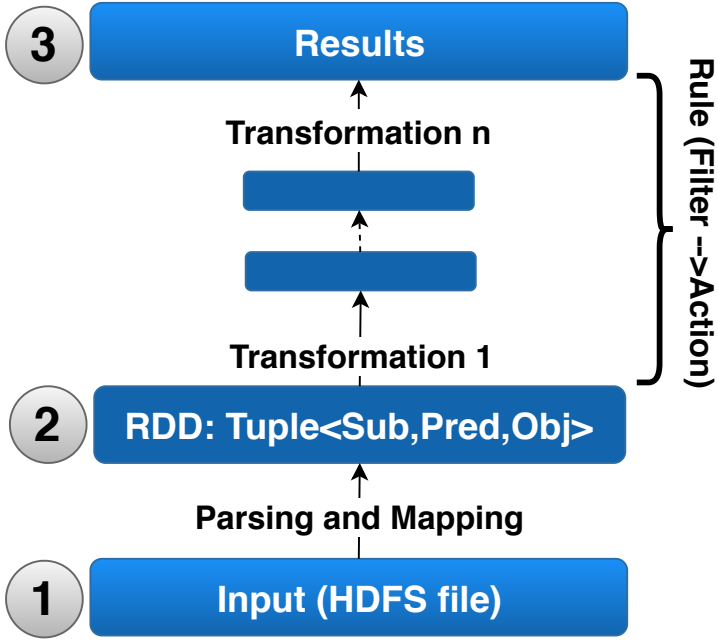 3
Results
Transformation n
Rule (Filter -->Action)
Transformation 1
2
RDD: Tuple<Sub,Pred,Obj>
Parsing and Mapping
1
Input (HDFS file)